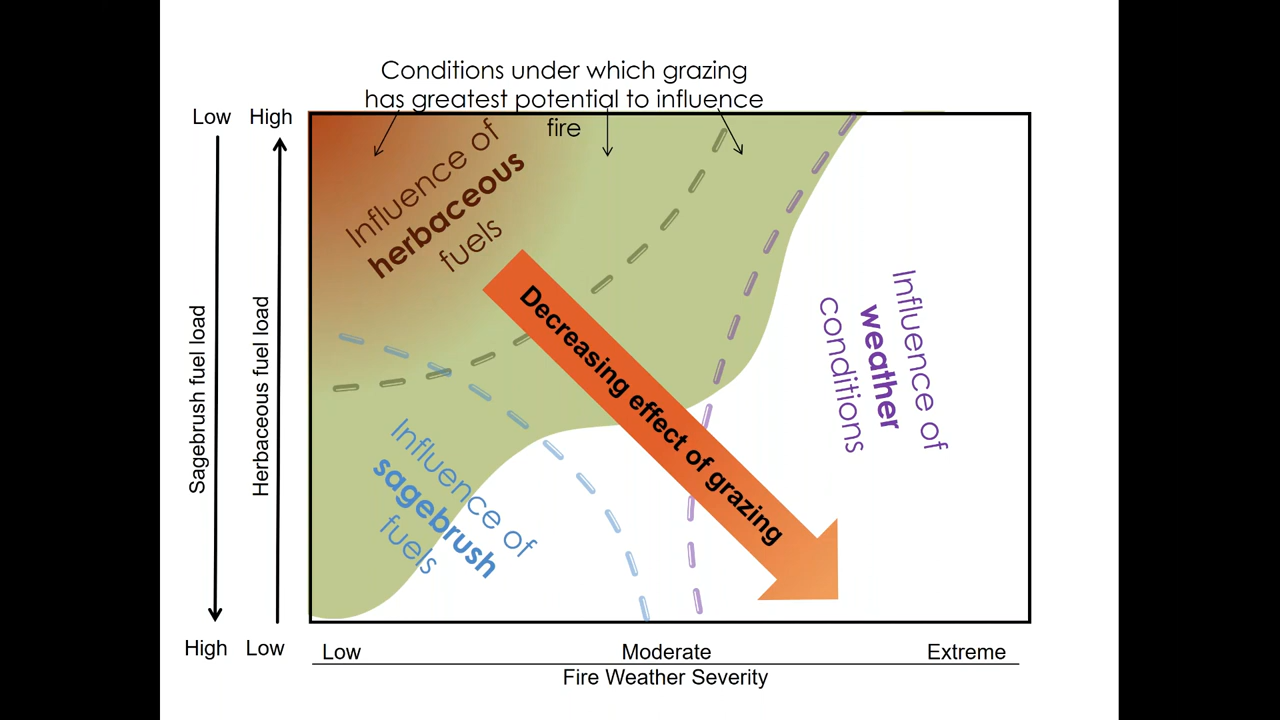 Conditions under which grazing
has greatest potential to influence
fire
Low
High
Influence of
herbaceous
fuels
Decreasing effect of grazing
Influence of
weather
conditions
Sagebrush fuel load
Herbaceous fuel load
Influence of
sagebrush
fuels
High
Low
Low
Moderate
Extreme
Fire Weather Severity